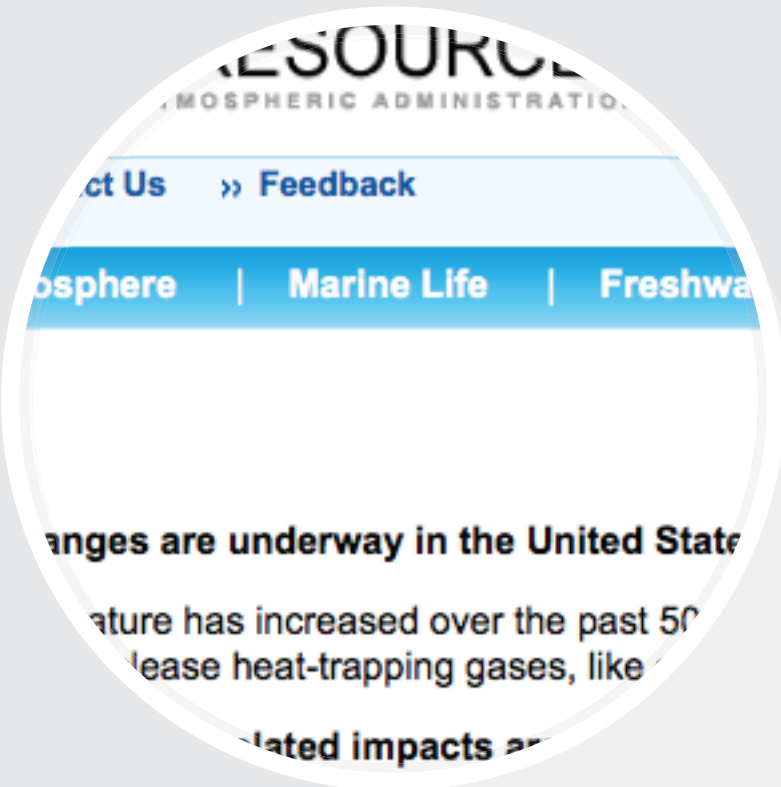 RESOURCE
MOSPHERIC ADMINISTRATIO
ct Us ›› Feedback
osphere | Marine Life | Freshwa
anges are underway in the United State
ature has increased over the past 50
lease heat-trapping gases, like
lated impacts ar